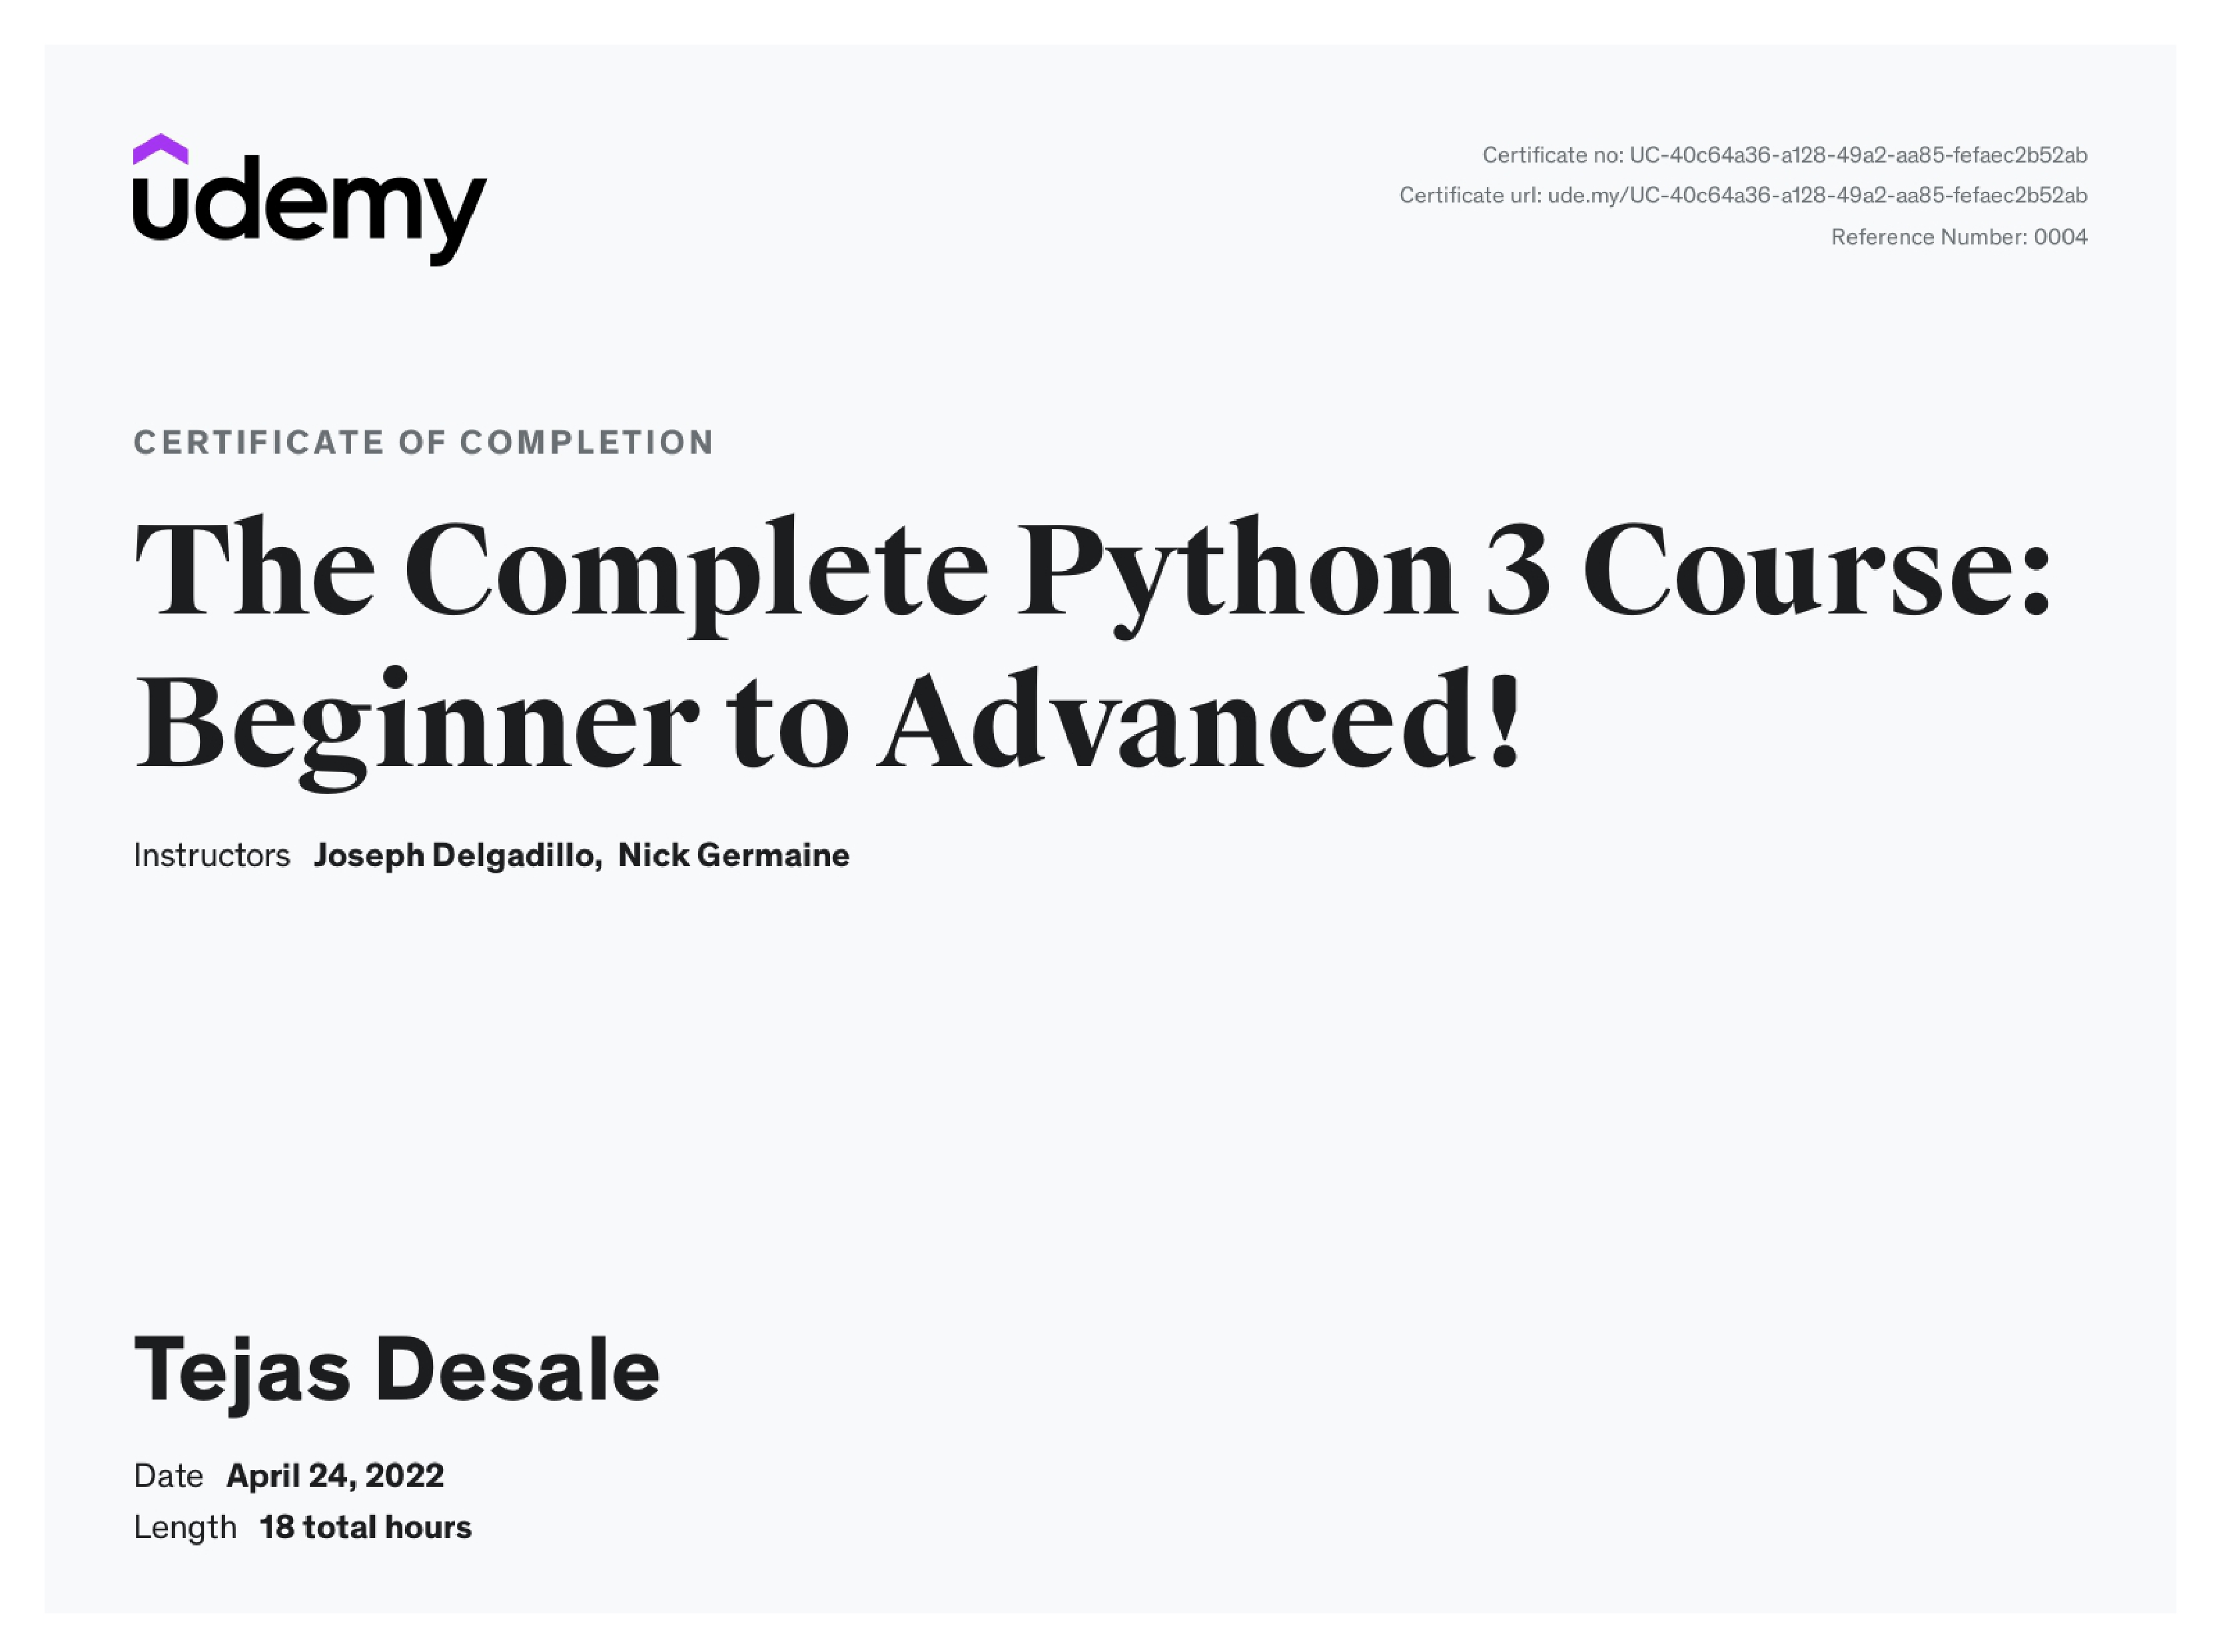 udemy
Certificate no: UC-40c64a36-a128-49a2-aa85-fefaec2b52ab
Certificate url: ude.my/UC-40c64a36-a128-49a2-aa85-fefaec2b52ab
Reference Number: 0004
CERTIFICATE OF COMPLETION
The Complete Python 3 Course:
Beginner to Advanced!
Instructors Joseph Delgadillo, Nick Germaine
Tejas Desale
Date April 24, 2022
Length 18 total hours